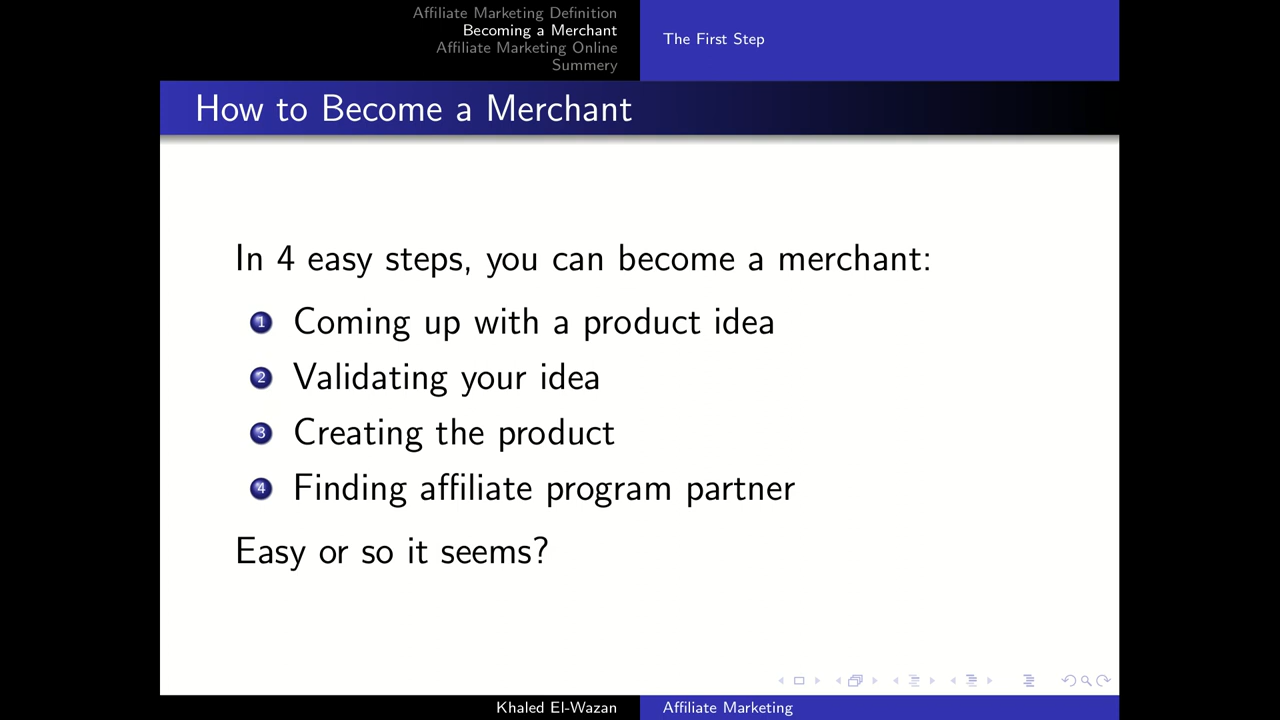 Affiliate Marketing Definition
Becoming a Merchant
Affiliate Marketing Online
Summery
The First Step
How to Become a Merchant
In 4 easy steps, you can become a merchant:
1 Coming up with a product idea
2 Validating your idea
3 Creating the product
4 Finding affiliate program partner
Easy or so it seems?
Khaled El-Wazan
Affiliate Marketing